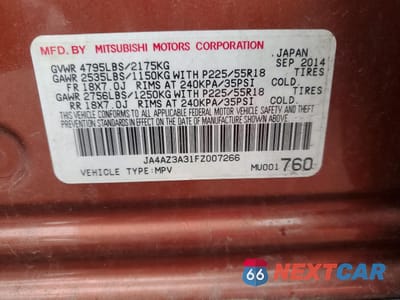 MFD. BY MITSUBISHI MOTORS CORPORATION JAPAN
GVWR 4795LBS/2175KG SEP 2014
GAWR 2535LBS/1150KG WITH P225/55R18 TIRES
FR 18X7.0J RIMS AT 240KPA/35PSI COLD.
GAWR 2756LBS/1250KG WITH P225/55R18 TIRES
RR 18X7.0J RIMS AT 240KPA/35PSI COLD.
THIS VEHICLE CONFORMS TO ALL APPLICABLE FEDERAL MOTOR VEHICLE SAFETY AND THEFT
PREVENTION STANDARDS IN EFFECT ON THE DATE OF MANUFACTURE SHOWN ABOVE.
JA4AZ3A31FZ007266
VEHICLE TYPE:MPV MU001 760
66 NEXTCAR